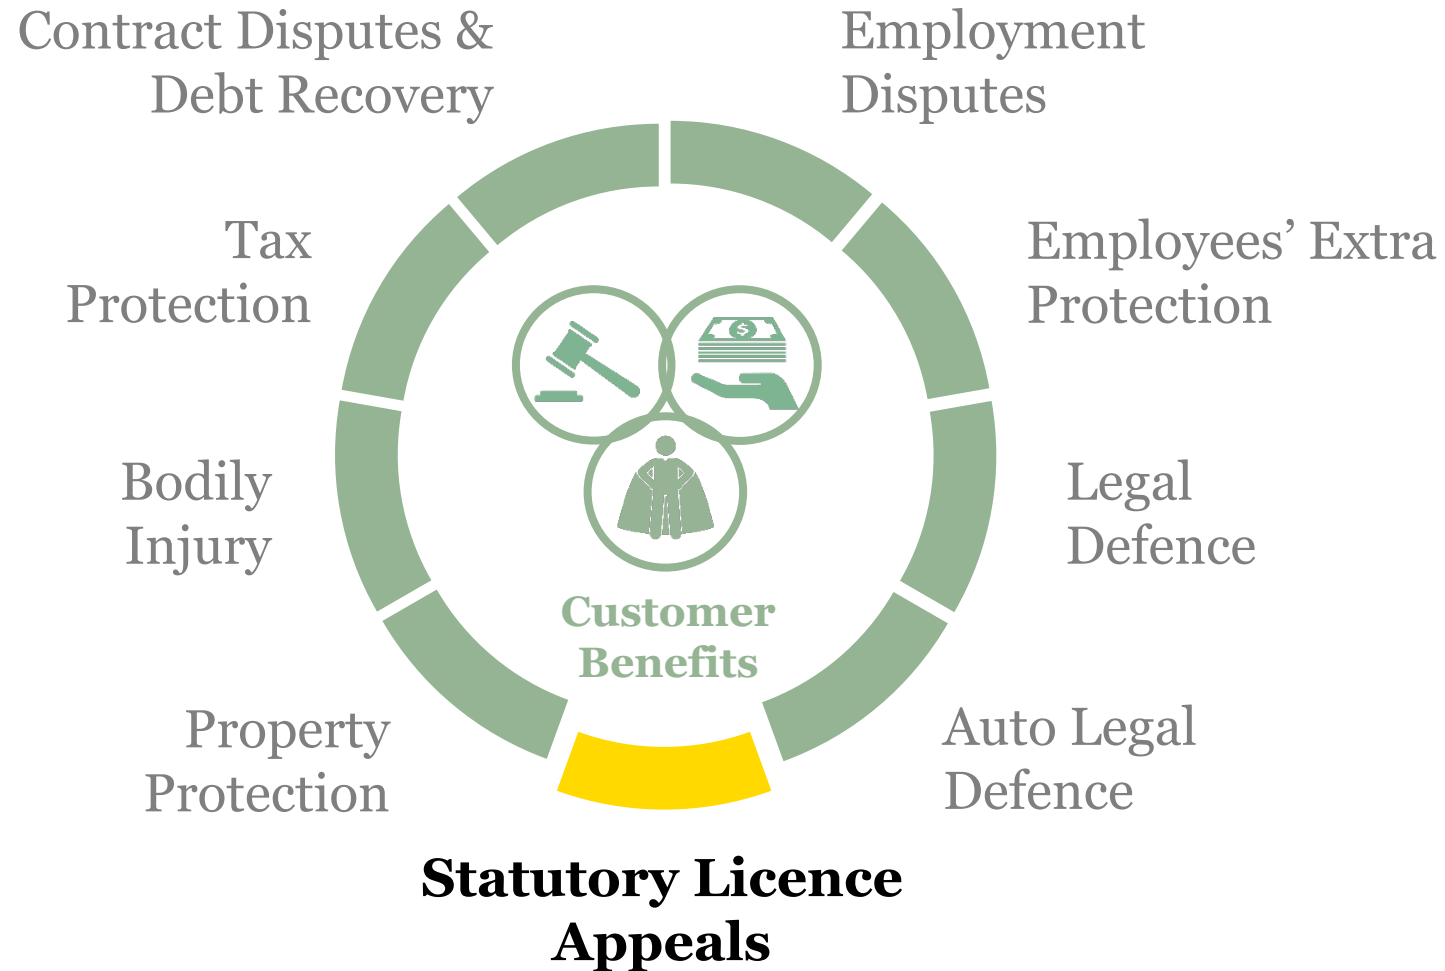 Contract Disputes &
Debt Recovery
Employment
Disputes
Tax
Protection
Employees’ Extra
Protection
Bodily
Injury
Legal
Defence
Customer
Benefits
Property
Protection
Auto Legal
Defence
Statutory Licence
Appeals